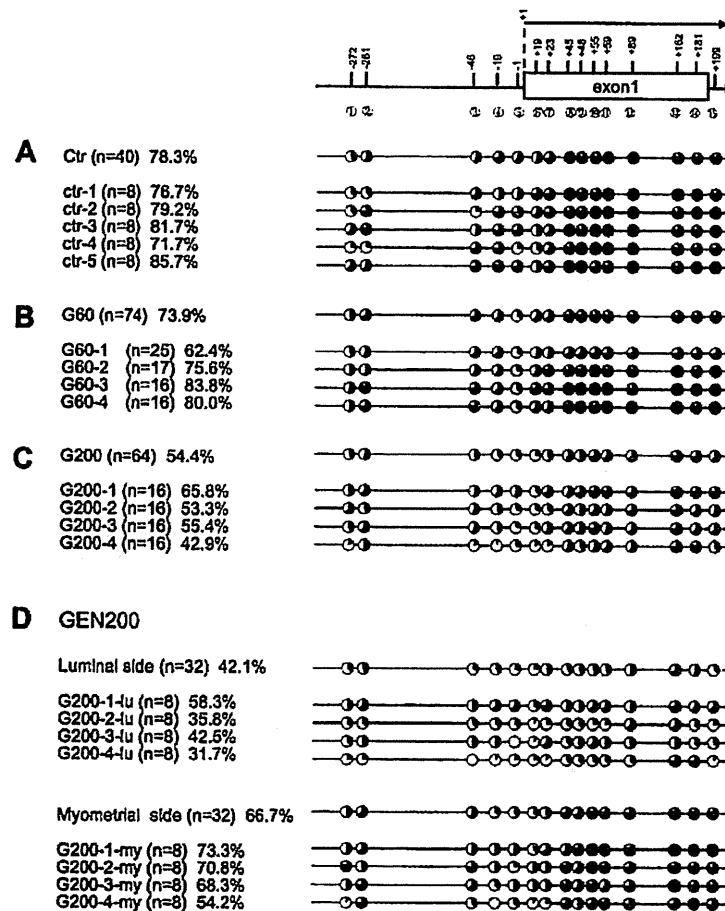 +1
-272
-261
-46
-16
-1
+19
+23
+45
+48
+55
+59
+89
+162
+181
+199
exon1
A
Ctr (n=40) 78.3%
ctr-1 (n=8) 76.7%
ctr-2 (n=8) 79.2%
ctr-3 (n=8) 81.7%
ctr-4 (n=8) 71.7%
ctr-5 (n=8) 85.7%
B
G60 (n=74) 73.9%
G60-1 (n=25) 62.4%
G60-2 (n=17) 75.6%
G60-3 (n=16) 83.8%
G60-4 (n=16) 80.0%
C
G200 (n=64) 54.4%
G200-1 (n=16) 65.8%
G200-2 (n=16) 53.3%
G200-3 (n=16) 55.4%
G200-4 (n=16) 42.9%
D GEN200
Luminal side (n=32) 42.1%
G200-1-lu (n=8) 58.3%
G200-2-lu (n=8) 35.8%
G200-3-lu (n=8) 42.5%
G200-4-lu (n=8) 31.7%
Myometrial side (n=32) 66.7%
G200-1-my (n=8) 73.3%
G200-2-my (n=8) 70.8%
G200-3-my (n=8) 68.3%
G200-4-my (n=8) 54.2%